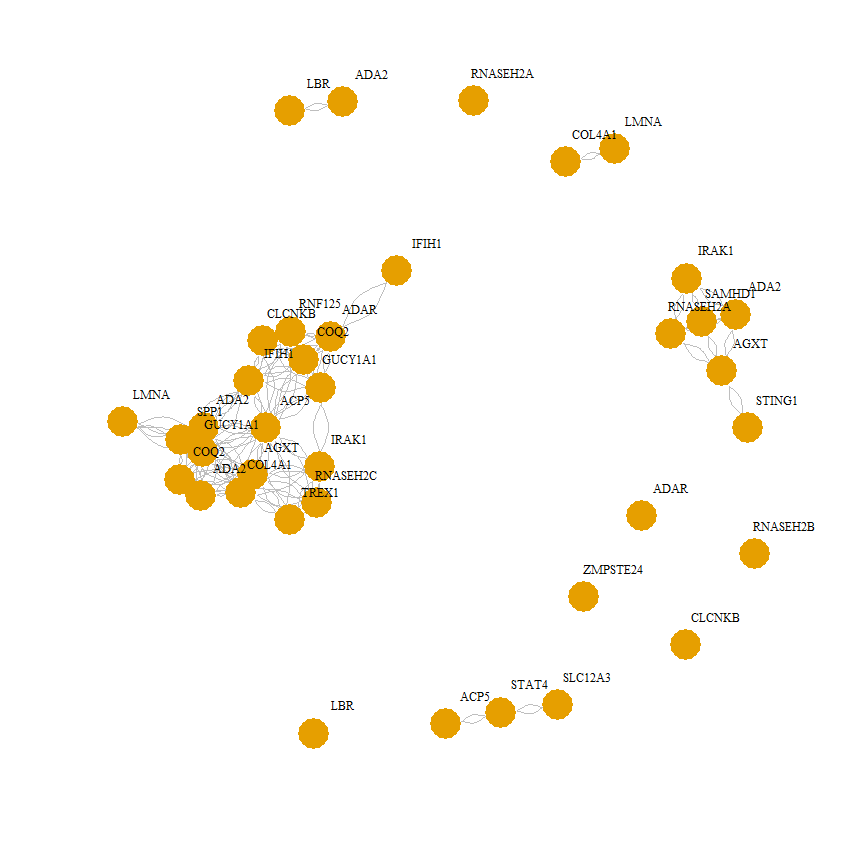 RNASEH2A
ADA2
LBR
LMNA
COL4A1
IFIH1
IRAK1
ADA2
SAMHD1
RNASEH2A
RNF125
ADAR
CLCNKB
COQ2
AGXT
IFIH1
GUCY1A1
LMNA
ADA2
ACP5
STING1
SPP1
GUCY1A1
IRAK1
AGXT
COQ2
COL4A1
ADA2
RNASEH2C
TREX1
ADAR
RNASEH2B
ZMPSTE24
CLCNKB
SLC12A3
STAT4
ACP5
LBR